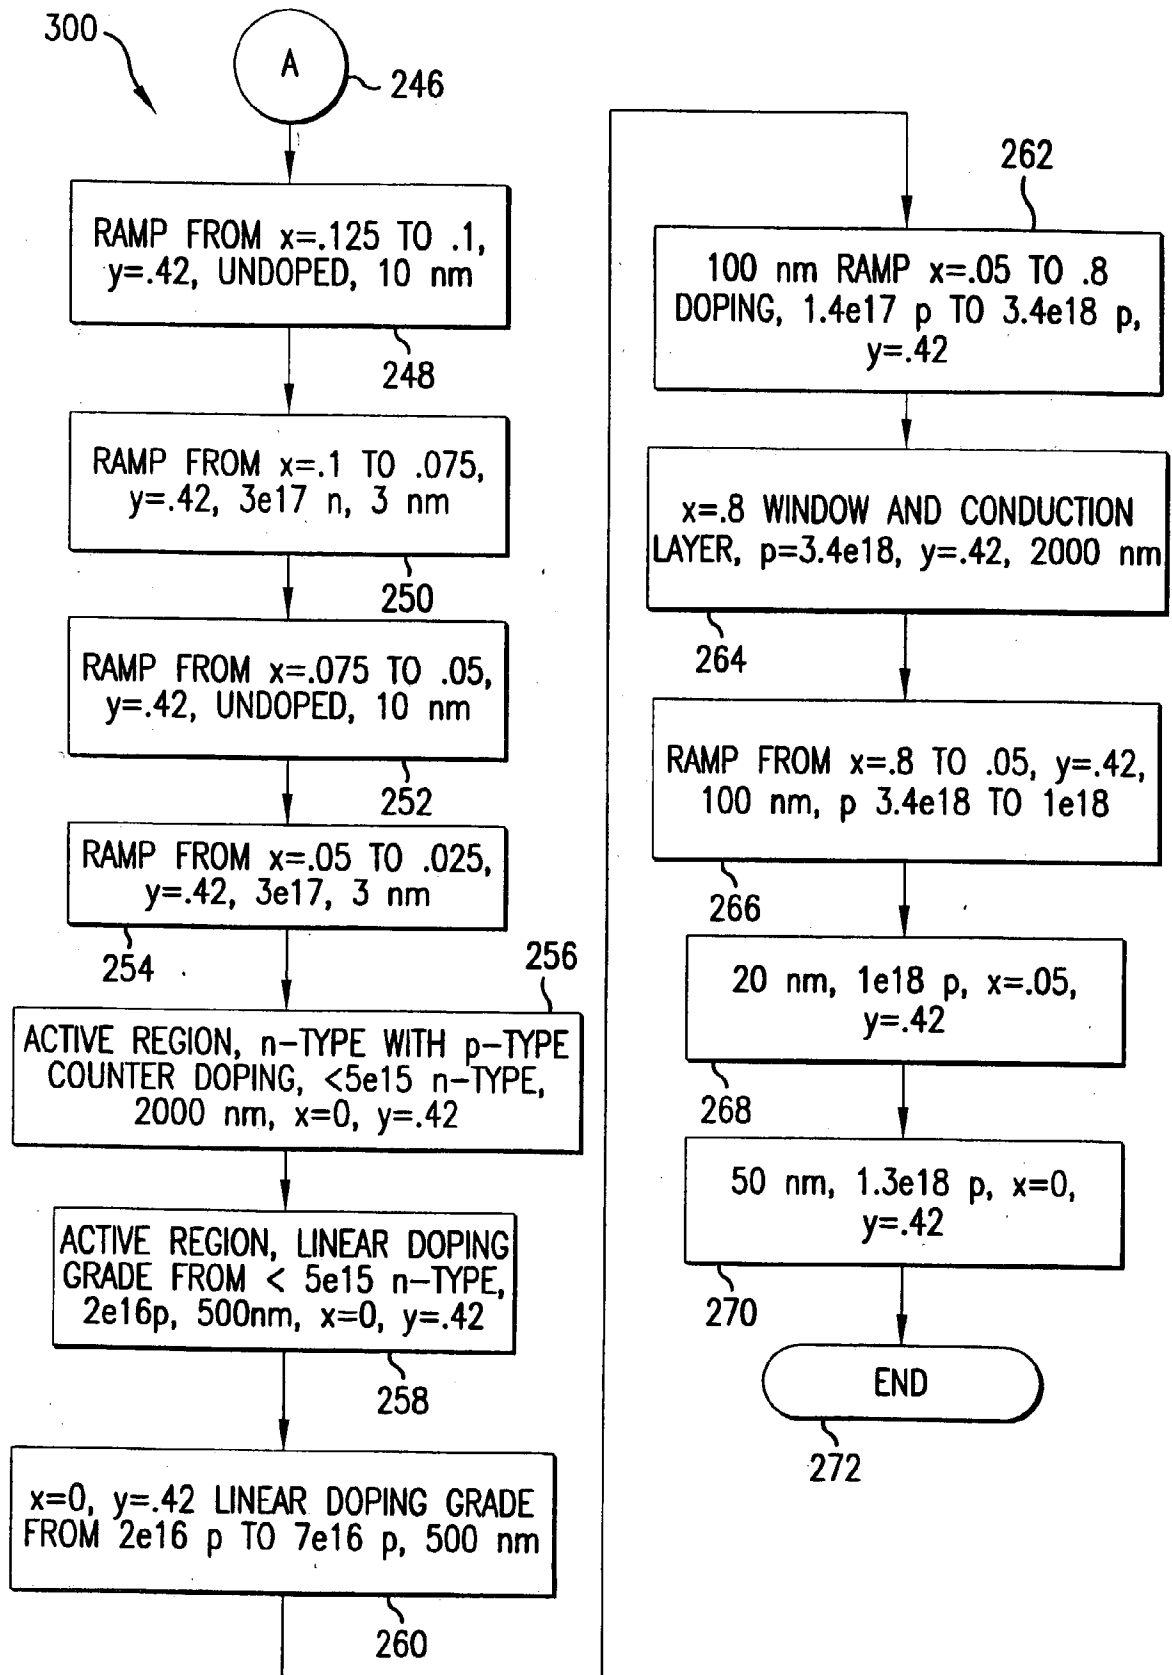 300
A
246
RAMP FROM x=.125 TO .1,
y=.42, UNDOPED, 10 nm
248
RAMP FROM x=.1 TO .075,
y=.42, 3e17 n, 3 nm
250
RAMP FROM x=.075 TO .05,
y=.42, UNDOPED, 10 nm
252
RAMP FROM x=.05 TO .025,
y=.42, 3e17, 3 nm
254
256
ACTIVE REGION, n-TYPE WITH p-TYPE
COUNTER DOPING, <5e15 n-TYPE,
2000 nm, x=0, y=.42
ACTIVE REGION, LINEAR DOPING
GRADE FROM < 5e15 n-TYPE,
2e16p, 500nm, x=0, y=.42
258
x=0, y=.42 LINEAR DOPING GRADE
FROM 2e16 p TO 7e16 p, 500 nm
260
262
100 nm RAMP x=.05 TO .8
DOPING, 1.4e17 p TO 3.4e18 p,
y=.42
x=.8 WINDOW AND CONDUCTION
LAYER, p=3.4e18, y=.42, 2000 nm
264
RAMP FROM x=.8 TO .05, y=.42,
100 nm, p 3.4e18 TO 1e18
266
20 nm, 1e18 p, x=.05,
y=.42
268
50 nm, 1.3e18 p, x=0,
y=.42
270
END
272